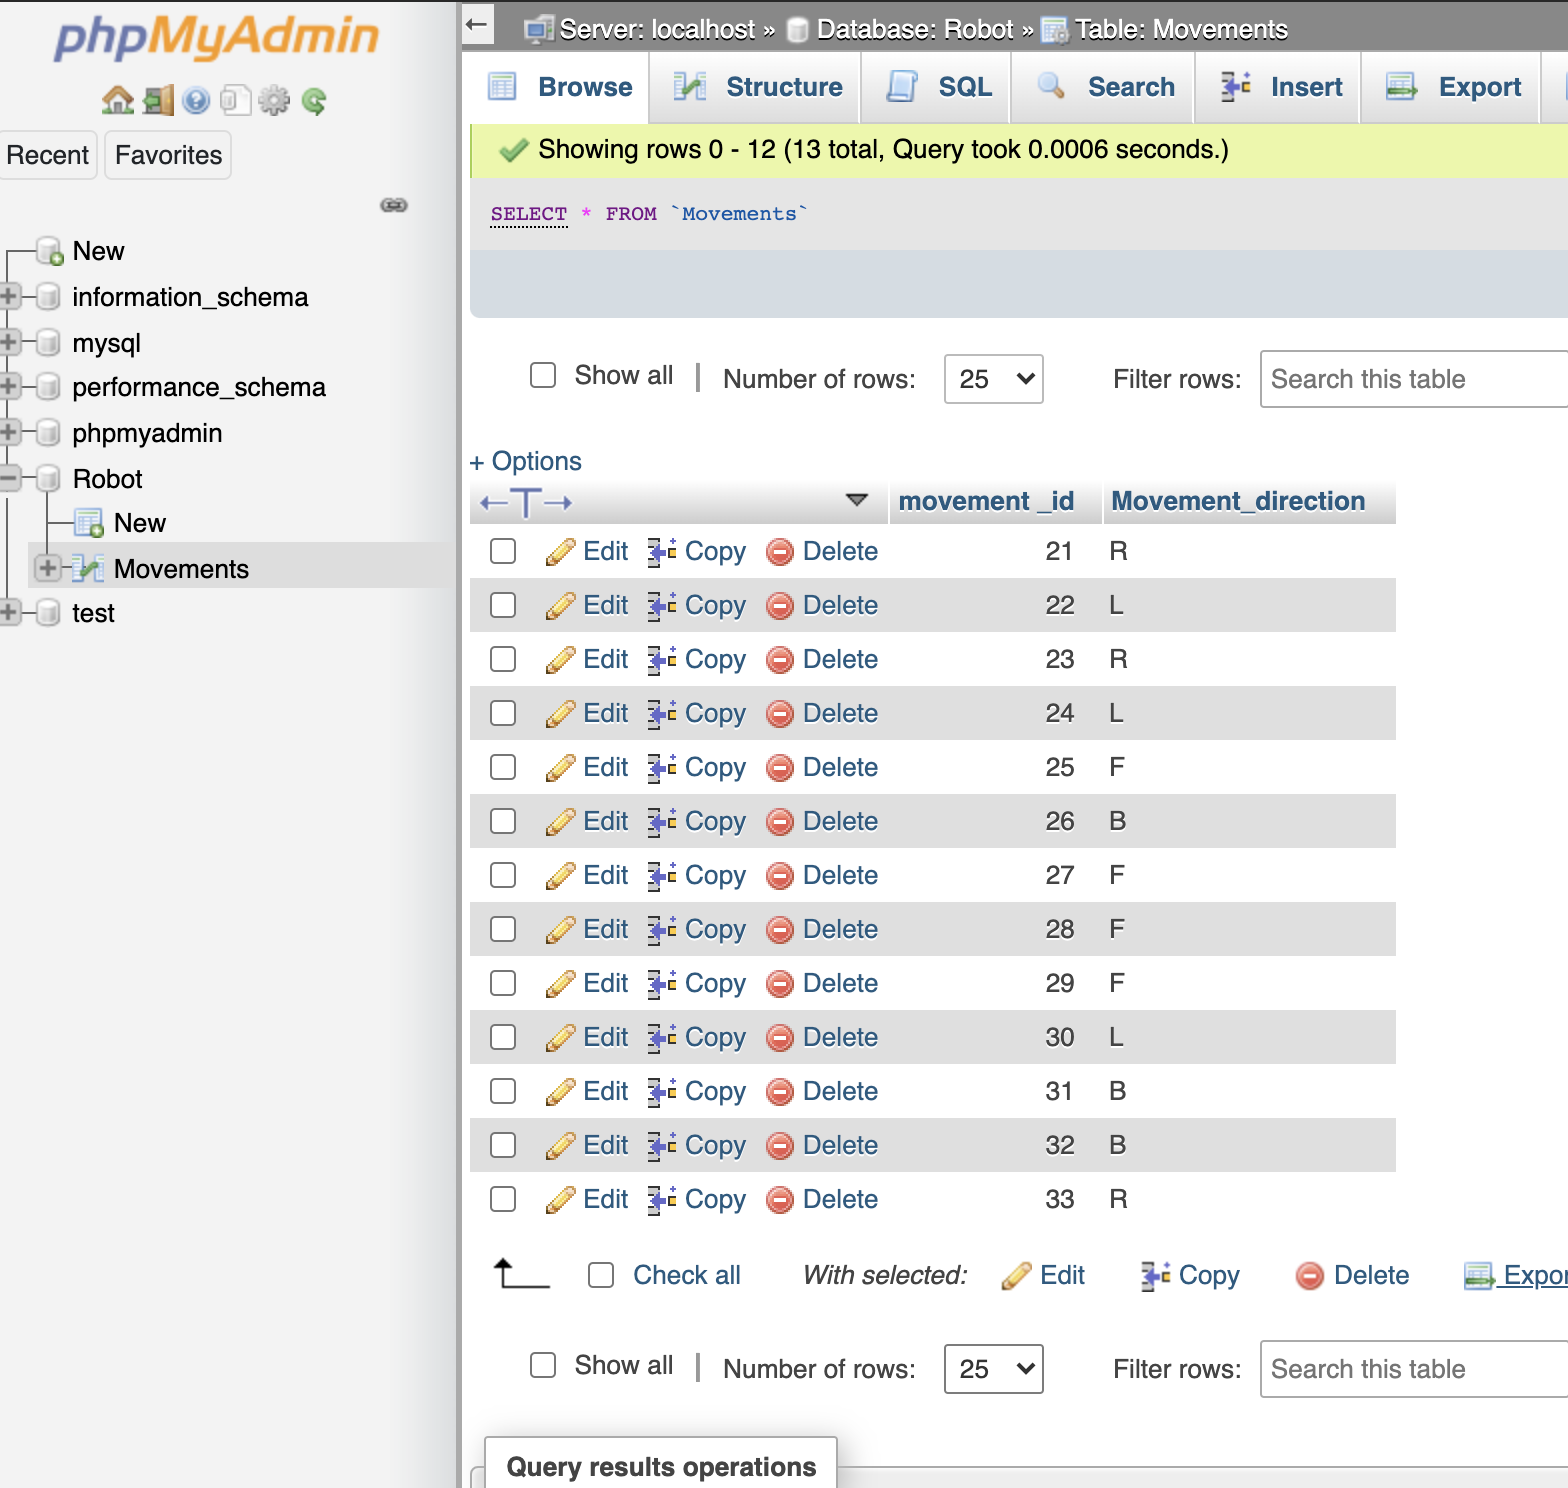 phpMyAdmin
Recent Favorites
New
information_schema
mysql
performance_schema
phpmyadmin
Robot
New
Movements
test
Server: localhost » Database: Robot » Table: Movements
Browse Structure SQL Search Insert Export
Showing rows 0 - 12 (13 total, Query took 0.0006 seconds.)
SELECT * FROM `Movements`
Show all | Number of rows: 25 Filter rows: Search this table
+ Options
←T→ movement _id Movement_direction
Edit Copy Delete 21 R
Edit Copy Delete 22 L
Edit Copy Delete 23 R
Edit Copy Delete 24 L
Edit Copy Delete 25 F
Edit Copy Delete 26 B
Edit Copy Delete 27 F
Edit Copy Delete 28 F
Edit Copy Delete 29 F
Edit Copy Delete 30 L
Edit Copy Delete 31 B
Edit Copy Delete 32 B
Edit Copy Delete 33 R
Check all With selected: Edit Copy Delete Expor
Show all | Number of rows: 25 Filter rows: Search this table
Query results operations